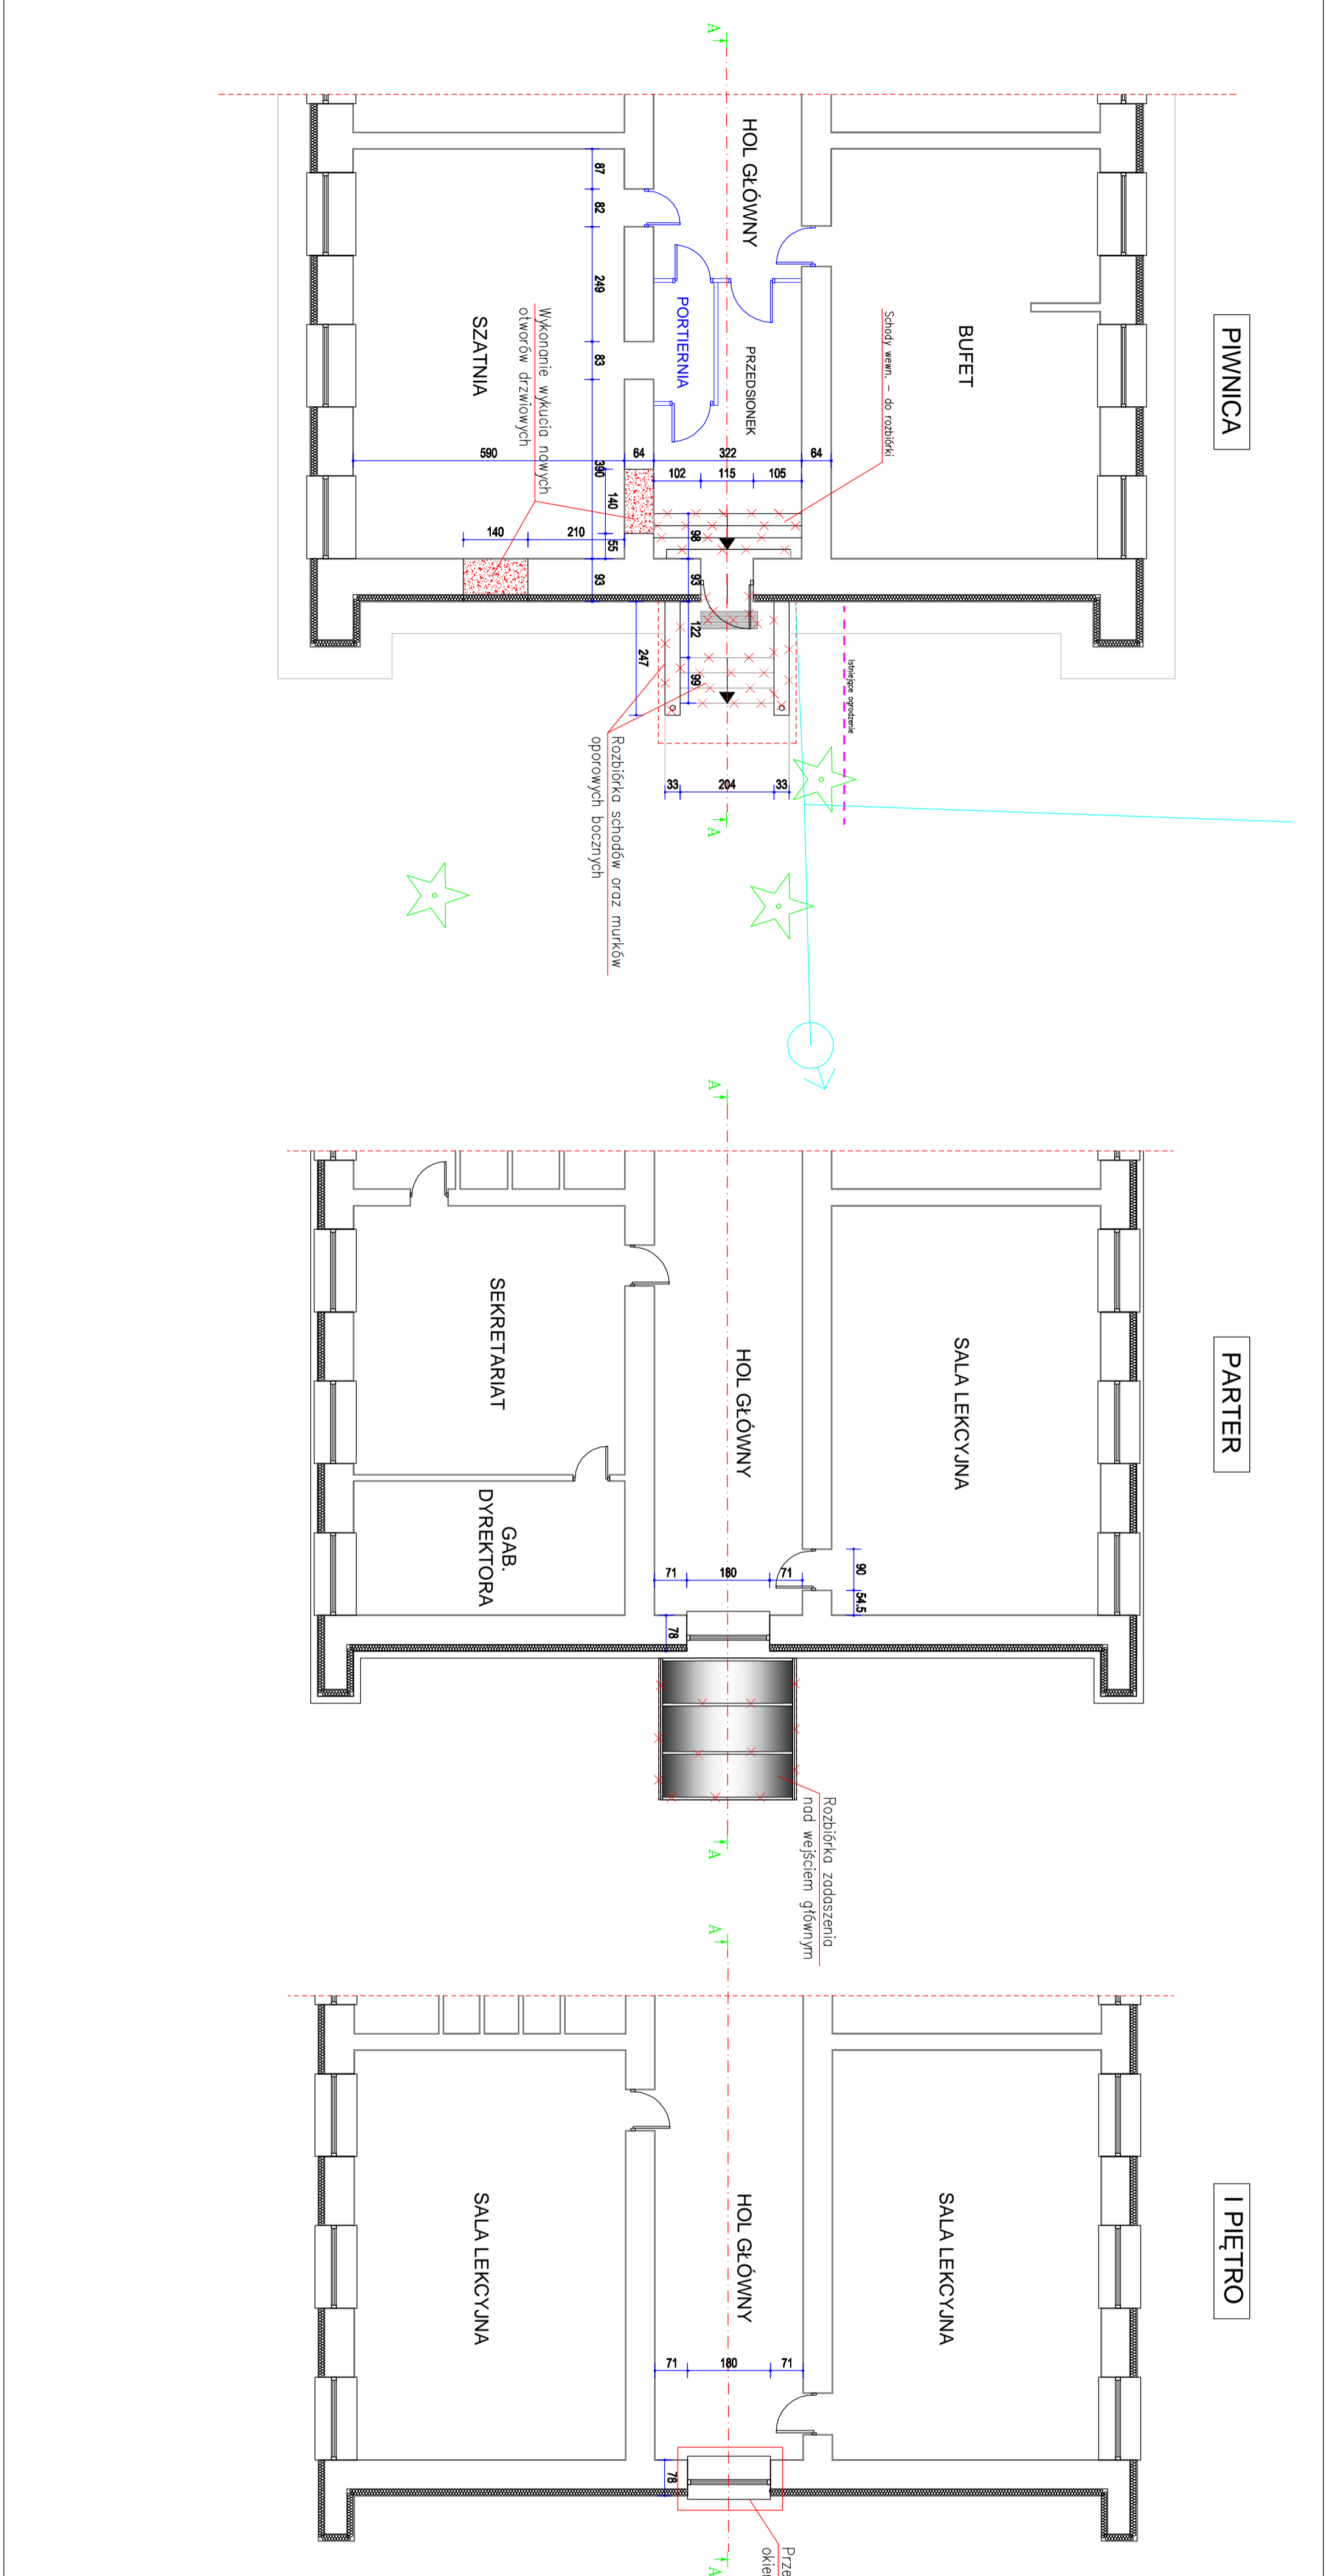 PIWNICA
A
HOL GŁÓWNY
BUFET
Schody wewn. – do rozbiórki
PRZEDSIONEK
PORTIERNIA
SZATNIA
Wykonanie wykucia nowych
otworów drzwiowych
87
82
249
83
390
590
64
322
64
102
115
105
140
55
93
98
93
122
99
140
210
247
33
204
33
Istniejące ogrodzenie
Rozbiórka schodów oraz murków
oporowych bocznych
A
PARTER
A
SALA LEKCYJNA
HOL GŁÓWNY
SEKRETARIAT
GAB.
DYREKTORA
90
54.5
71
180
71
78
Rozbiórka zadaszenia
nad wejściem głównym
A
I PIĘTRO
A
SALA LEKCYJNA
HOL GŁÓWNY
SALA LEKCYJNA
71
180
71
78
A